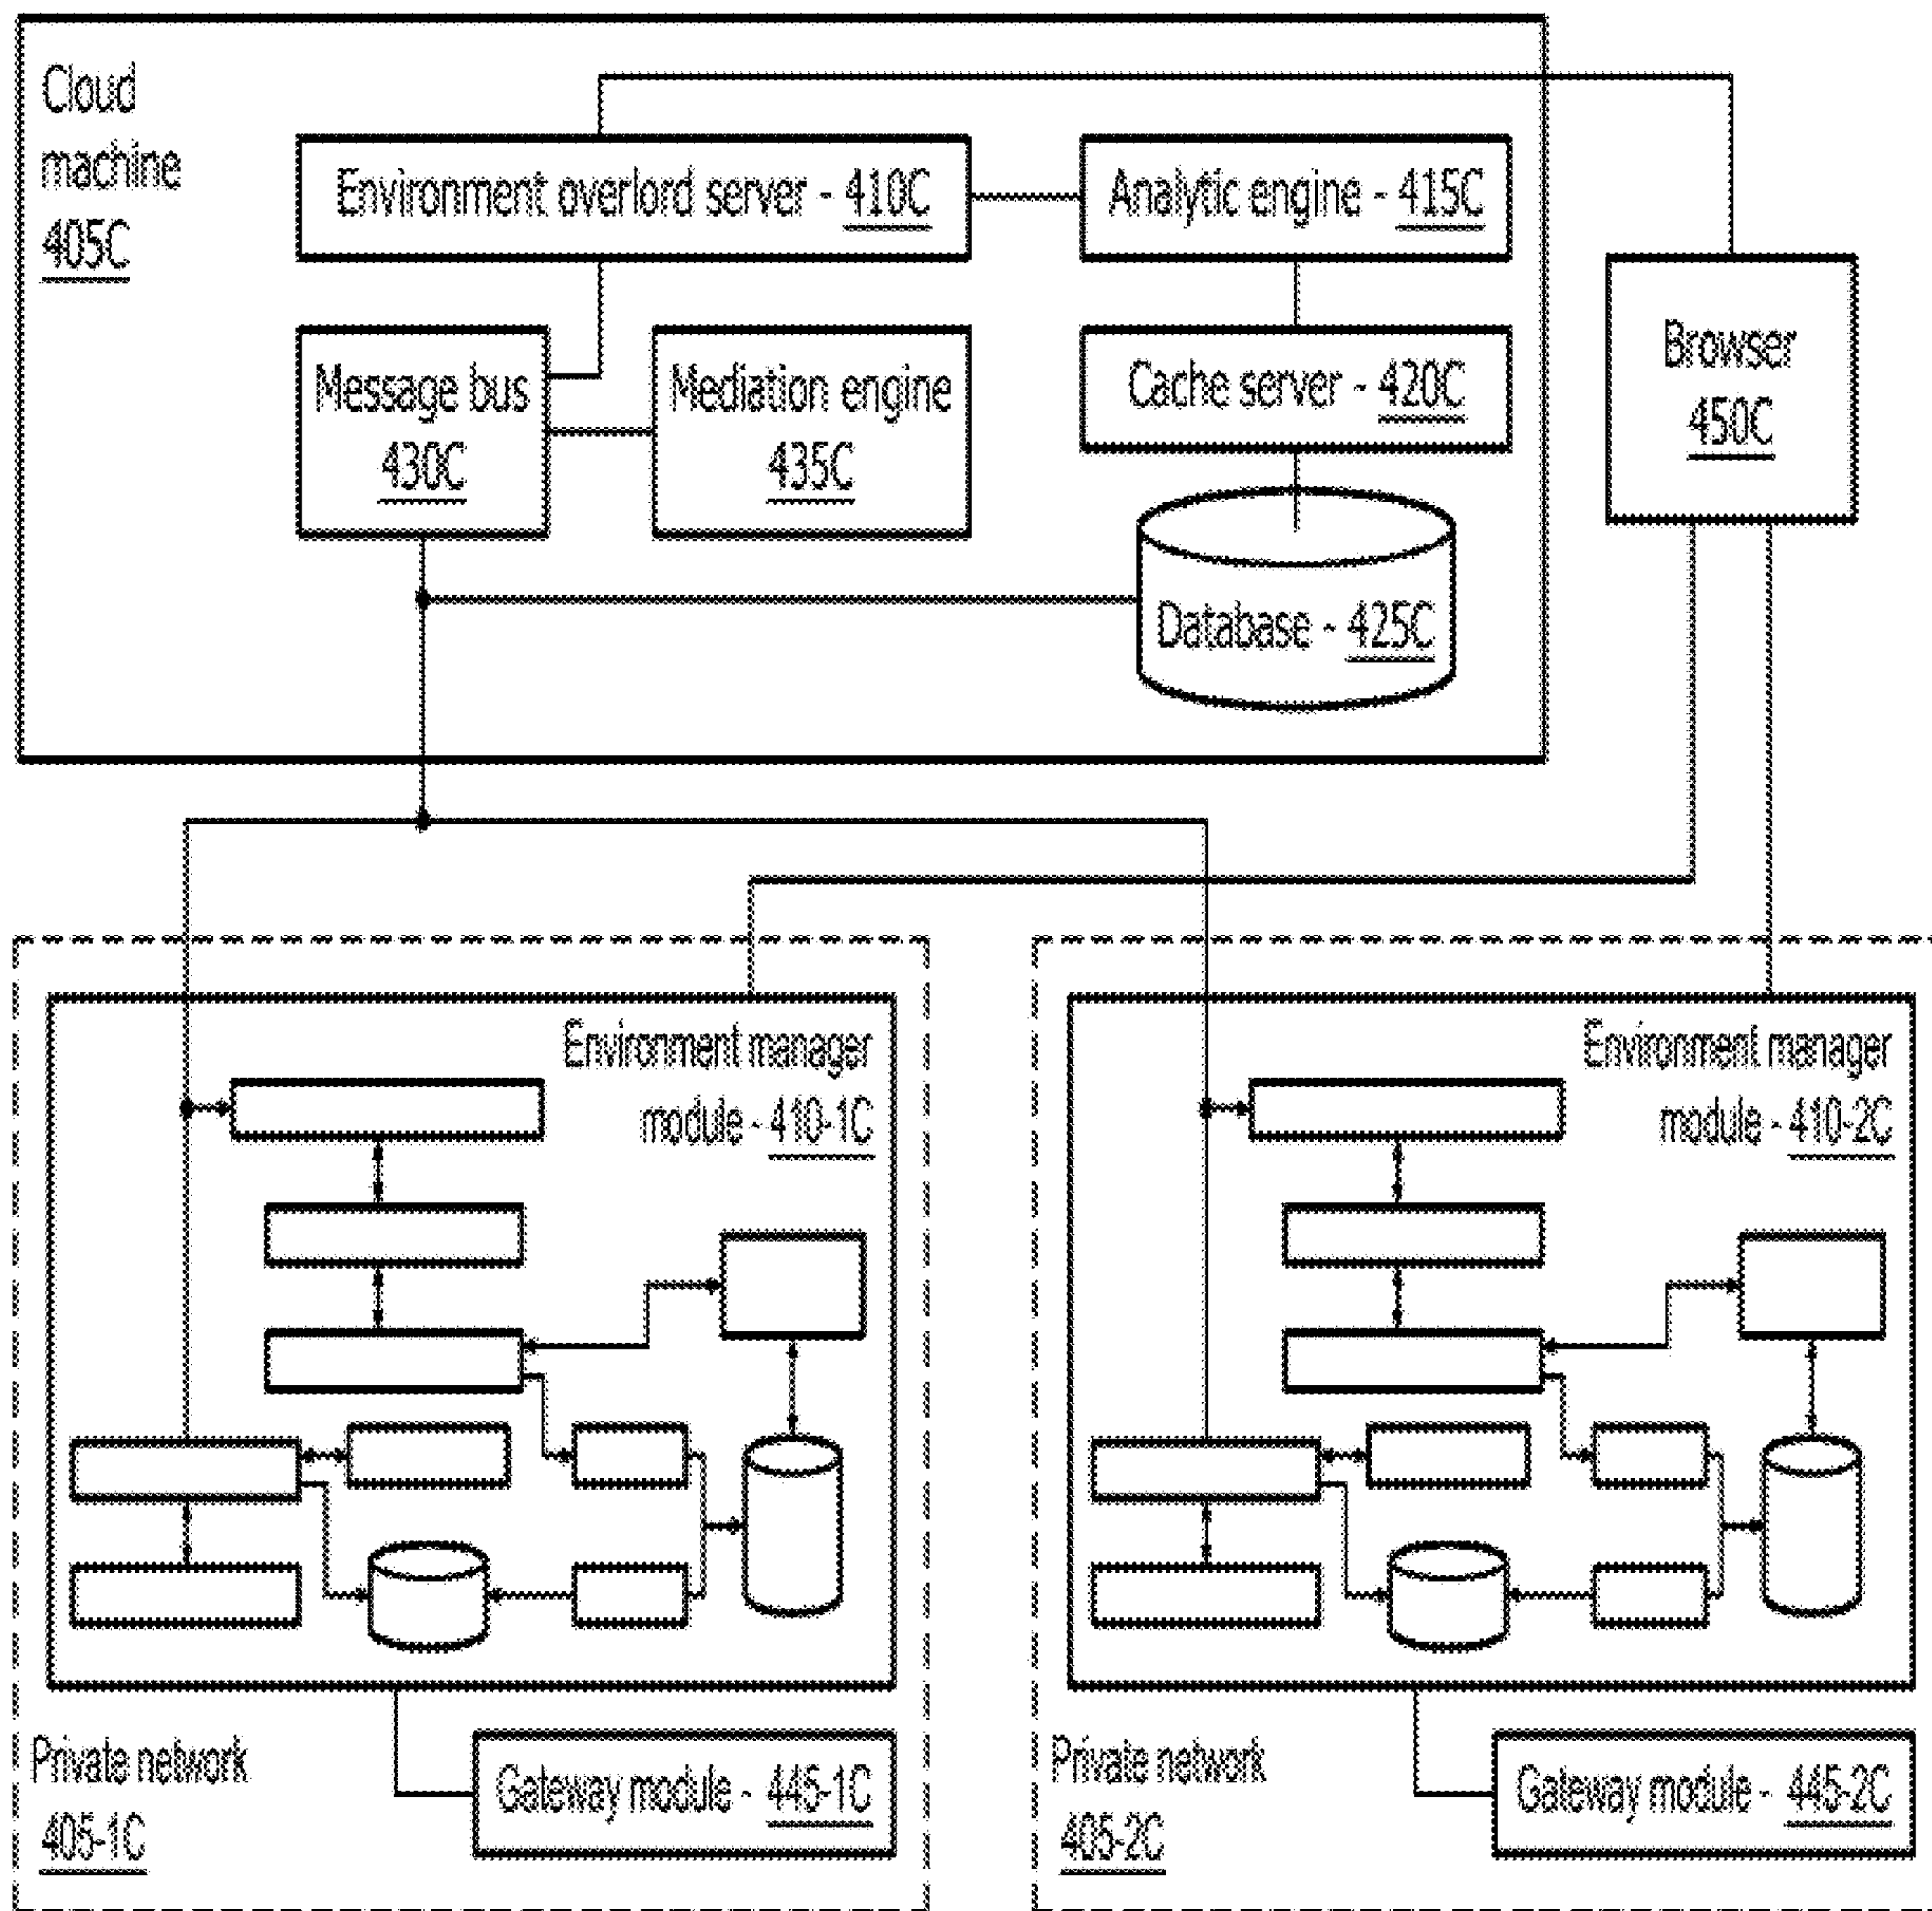 Cloud
machine
405C
Environment overlord server - 410C
Analytic engine - 415C
Message bus
430C
Mediation engine
435C
Cache server - 420C
Browser
450C
Database - 425C
Environment manager
module - 410-1C
Environment manager
module - 410-2C
Private network
405-1C
Gateway module - 445-1C
Private network
405-2C
Gateway module - 445-2C